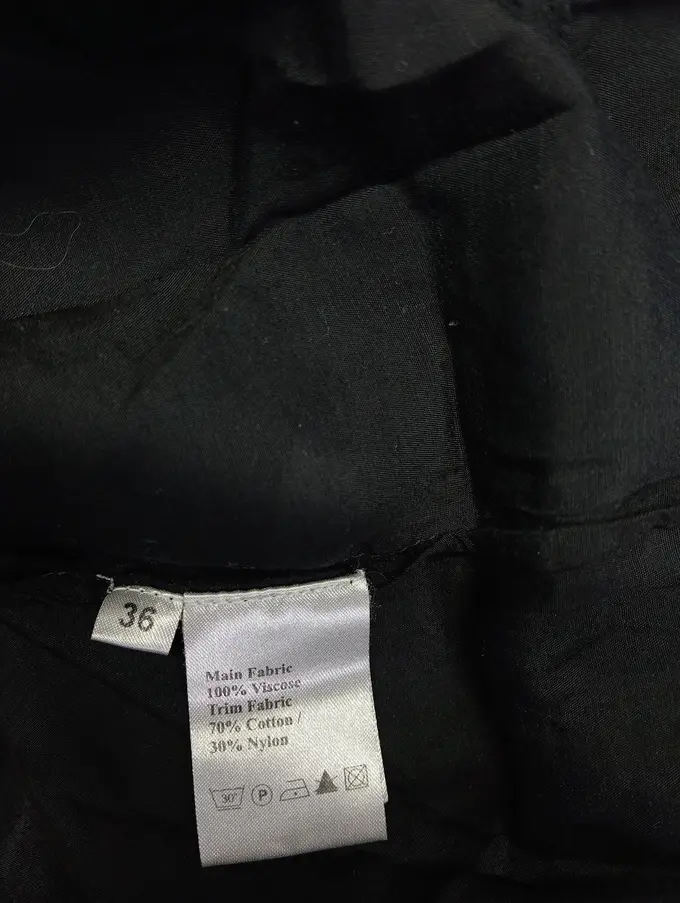 36
Main Fabric
100% Viscose
Trim Fabric
70% Cotton /
30% Nylon
30°
P